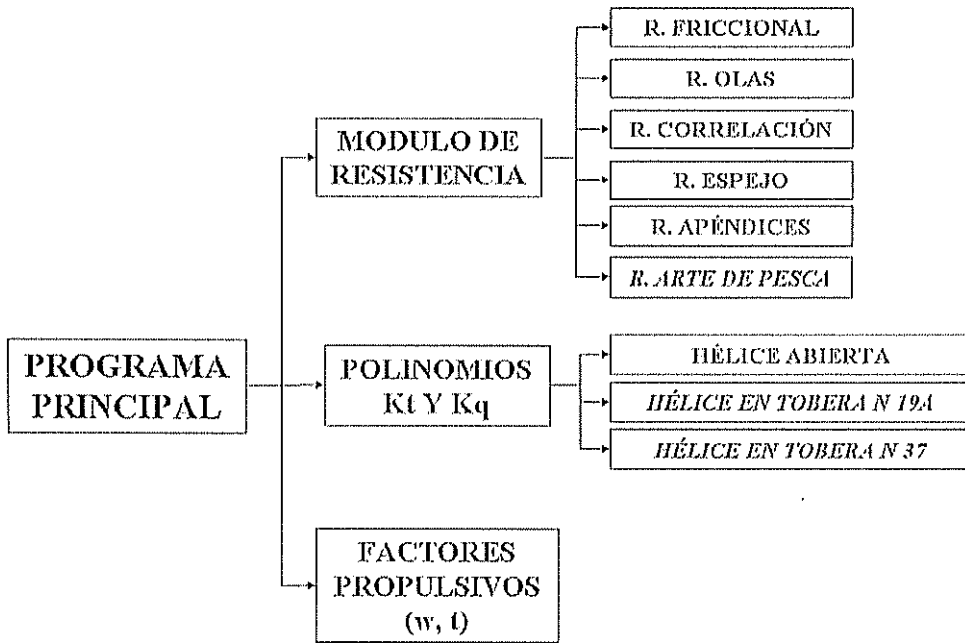 PROGRAMA
PRINCIPAL
MODULO DE
RESISTENCIA
R. FRICCIONAL
R. OLAS
R. CORRELACIÓN
R. ESPEJO
R. APÉNDICES
R. ARTE DE PESCA
POLINOMIOS
Kt Y Kq
HÉLICE ABIERTA
HÉLICE EN TOBERA N 19A
HÉLICE EN TOBERA N 37
FACTORES
PROPULSIVOS
(w, t)